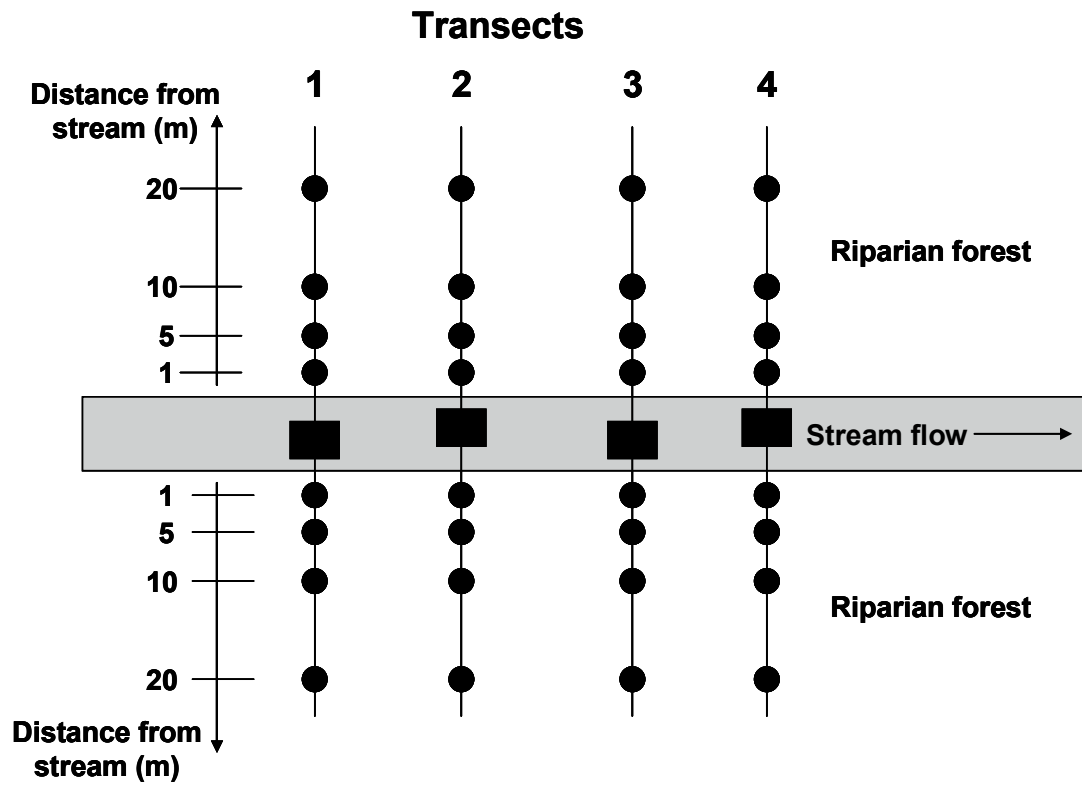 Transects
1 2 3 4
Distance from
stream (m)
20
10
5
1
Riparian forest
Stream flow
1
5
10
20
Riparian forest
Distance from
stream (m)